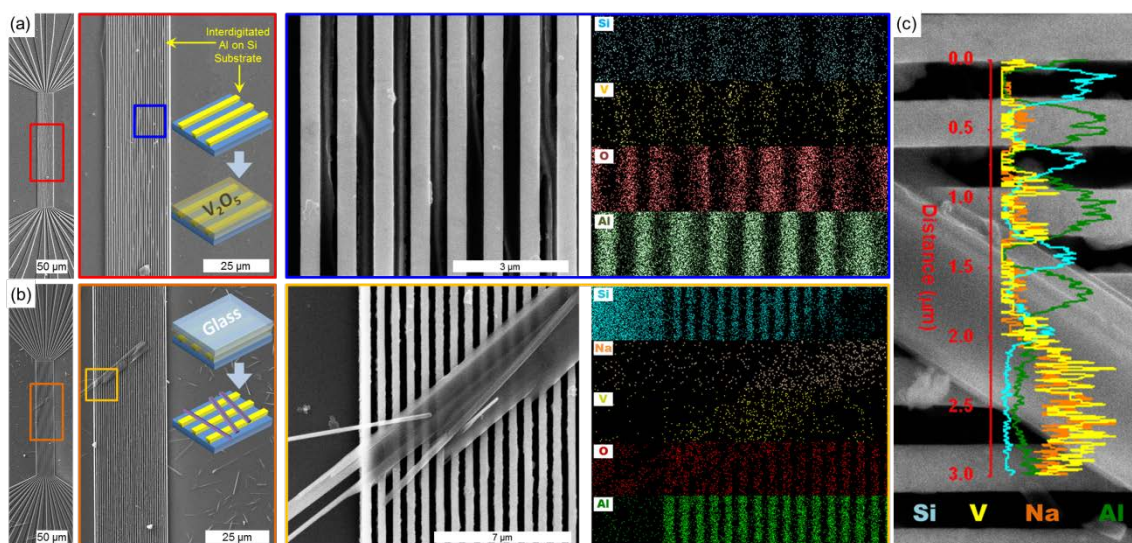 (a)
Interdigitated
Al on Si
Substrate
V₂O₅
50 µm
25 µm
3 µm
Si
V
O
Al
(b)
Glass
50 µm
25 µm
7 µm
Si
Na
V
O
Al
(c)
0.0
0.5
1.0
1.5
2.0
2.5
3.0
Distance (µm)
Si V Na Al